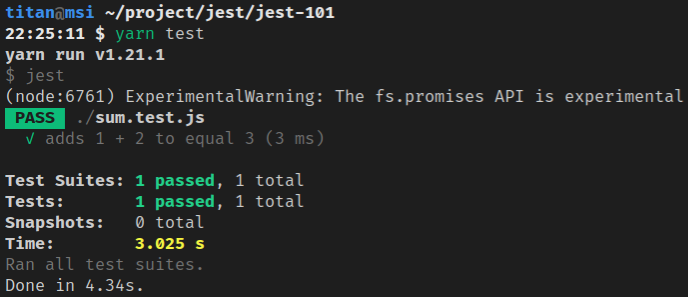 titan@msi ~/project/jest/jest-101
22:25:11 $ yarn test
yarn run v1.21.1
$ jest
(node:6761) ExperimentalWarning: The fs.promises API is experimental
PASS ./sum.test.js
√ adds 1 + 2 to equal 3 (3 ms)
Test Suites: 1 passed, 1 total
Tests: 1 passed, 1 total
Snapshots: 0 total
Time: 3.025 s
Ran all test suites.
Done in 4.34s.